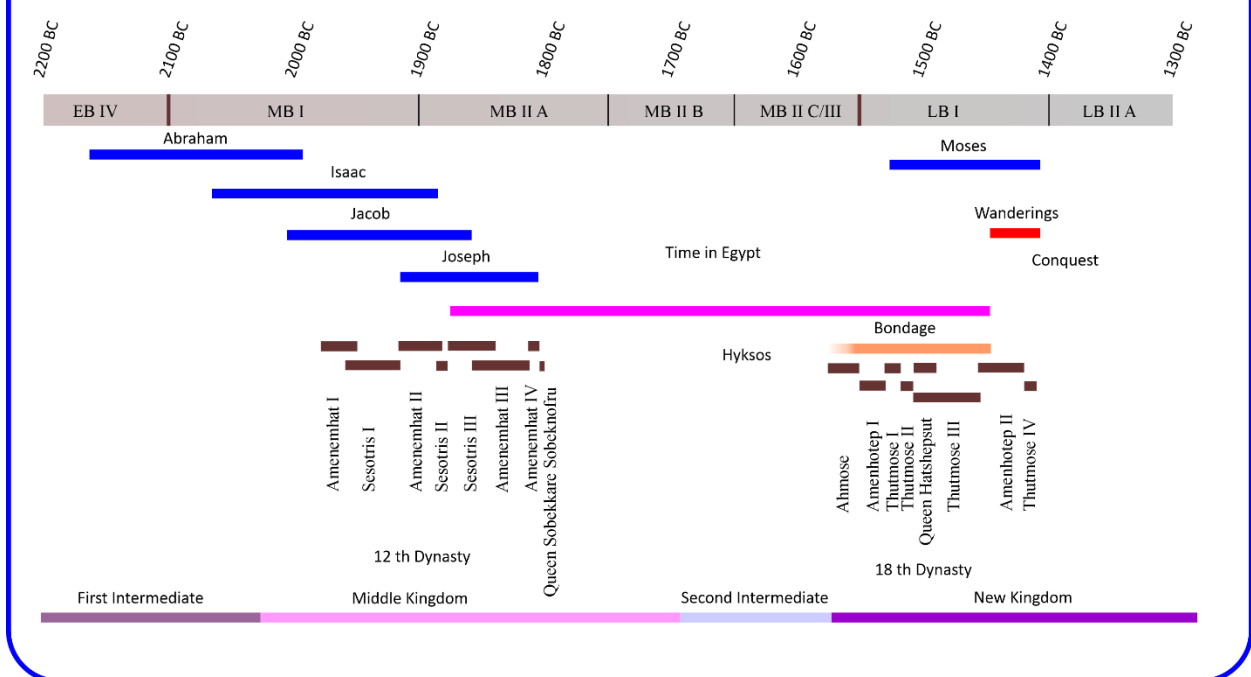 2200 BC
2100 BC
2000 BC
1900 BC
1800 BC
1700 BC
1600 BC
1500 BC
1400 BC
1300 BC
EB IV
MB I
MB II A
MB II B
MB II C/III
LB I
LB II A
Abraham
Moses
Isaac
Jacob
Wanderings
Joseph
Time in Egypt
Conquest
Bondage
Hyksos
Amenemhat I
Sesotris I
Amenemhat II
Sesotris II
Sesotris III
Amenemhat III
Amenemhat IV
Queen Sobekkare Sobeknofru
Ahmose
Amenhotep I
Thutmose I
Thutmose II
Queen Hatshepsut
Thutmose III
Amenhotep II
Thutmose IV
12 th Dynasty
18 th Dynasty
First Intermediate
Middle Kingdom
Second Intermediate
New Kingdom